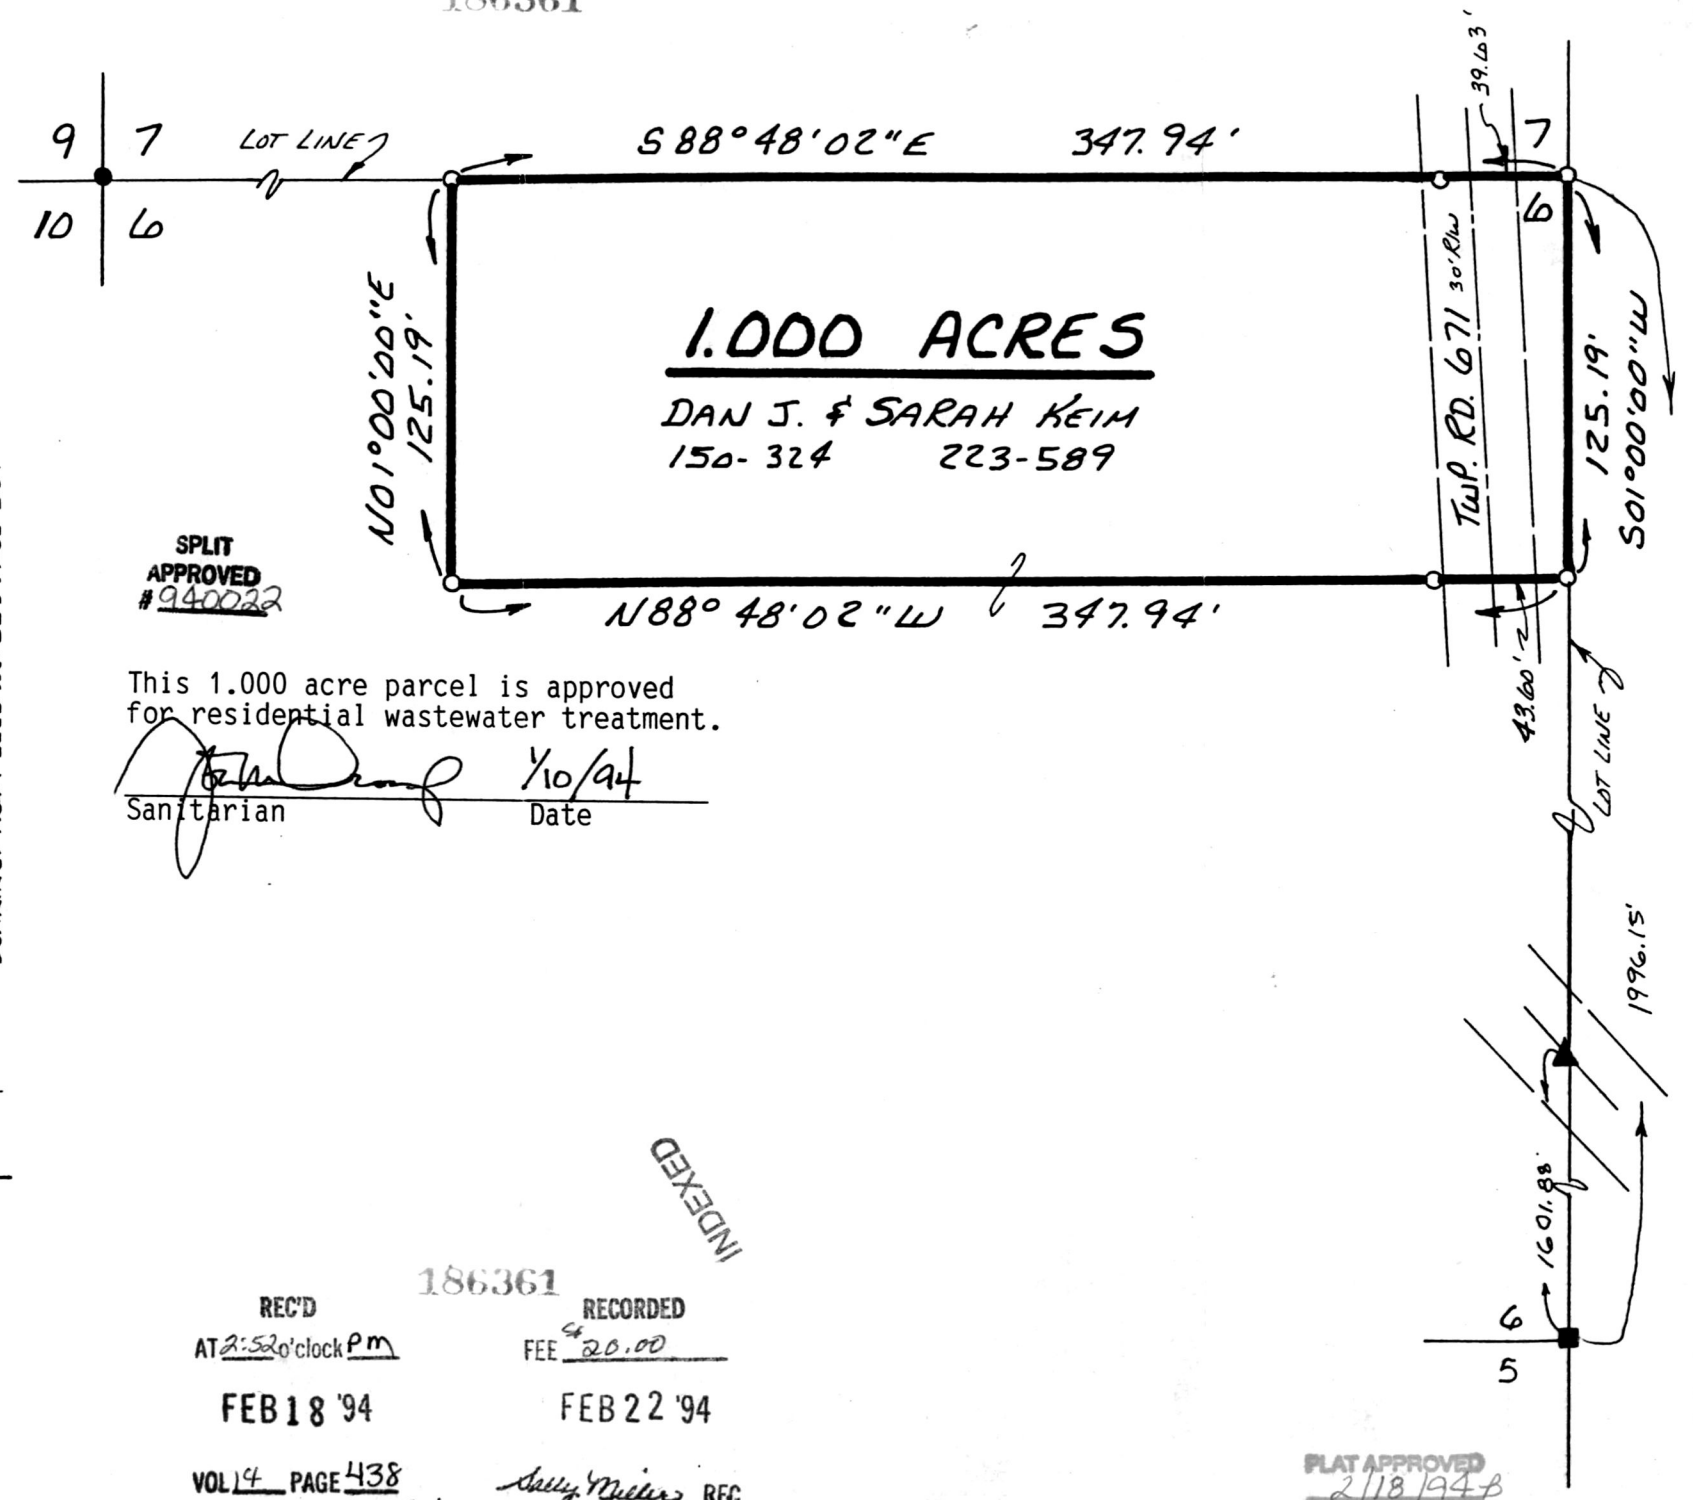 186361
39.63'
9 7
LOT LINE
S 88° 48' 02" E 347.94'
7
10 6
6
N 01° 00' 00" E
125.19'
1.000 ACRES
DAN J. & SARAH KEIM
150-324 223-589
TWP. RD. 671 30' R/W
125.19'
S 01° 00' 00" W
SPLIT
APPROVED
# 940022
N 88° 48' 02" W 347.94'
43.60'
LOT LINE
This 1.000 acre parcel is approved
for residential wastewater treatment.
1/10/94
Sanitarian Date
1996.15'
1601.88'
INDEXED
186361
6
5
REC'D RECORDED
AT 2:52 o'clock PM FEE $ 20.00
FEB 18 '94 FEB 22 '94
VOL 14 PAGE 438 Sally Miller REC
PLAT APPROVED
2/18/94